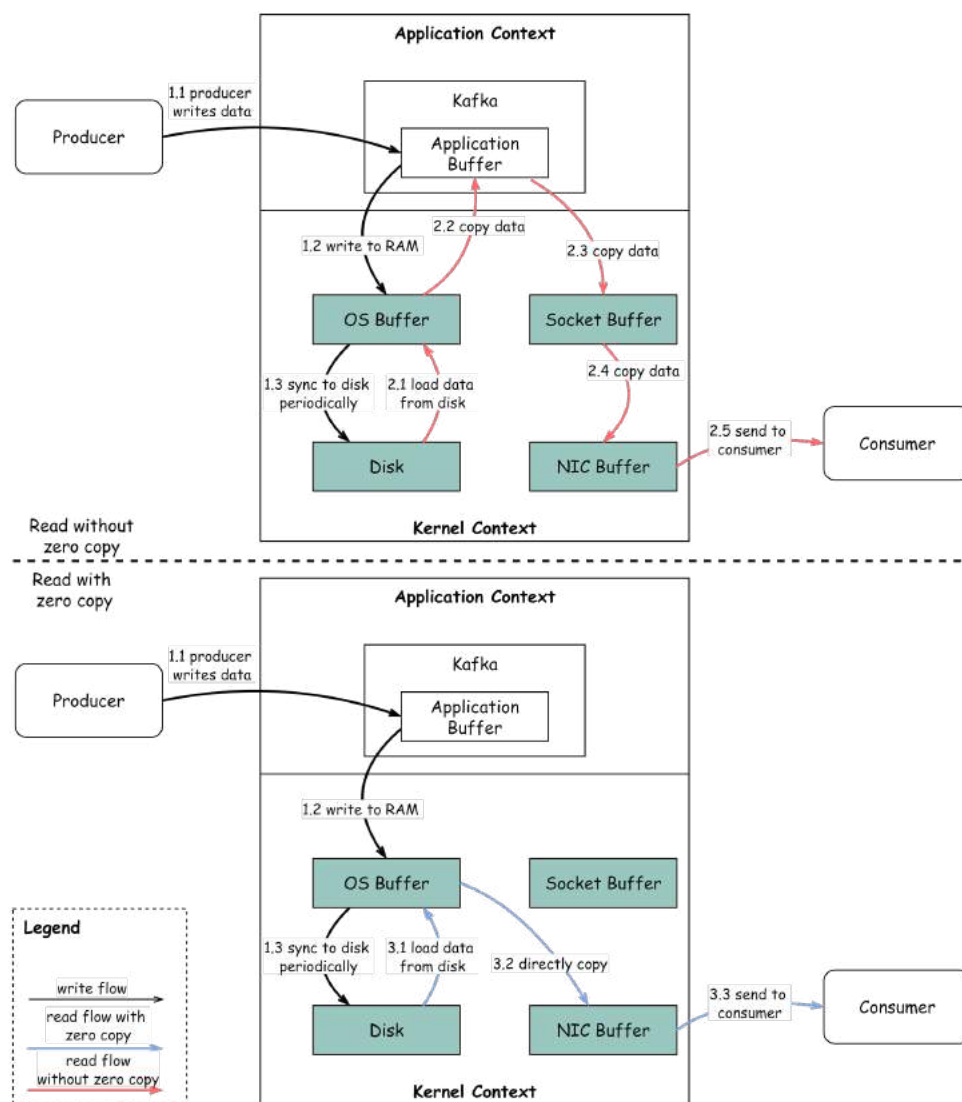 Application Context
Kafka
1.1 producer
writes data
Producer
Application
Buffer
2.2 copy data
1.2 write to RAM
2.3 copy data
OS Buffer
Socket Buffer
1.3 sync to disk
periodically
2.1 load data
from disk
2.4 copy data
2.5 send to
consumer
Consumer
Disk
NIC Buffer
Kernel Context
Read without
zero copy
Read with
zero copy
Application Context
Kafka
1.1 producer
writes data
Producer
Application
Buffer
1.2 write to RAM
OS Buffer
Socket Buffer
1.3 sync to disk
periodically
3.1 load data
from disk
3.2 directly copy
3.3 send to
consumer
Consumer
Disk
NIC Buffer
Kernel Context
Legend
write flow
read flow with
zero copy
read flow
without zero copy